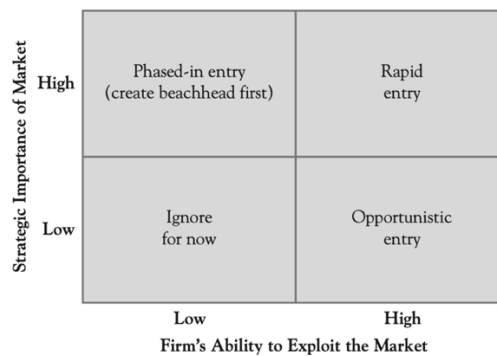 Strategic Importance of Market
High
Phased-in entry
(create beachhead first)
Rapid
entry
Low
Ignore
for now
Opportunistic
entry
Low
High
Firm's Ability to Exploit the Market